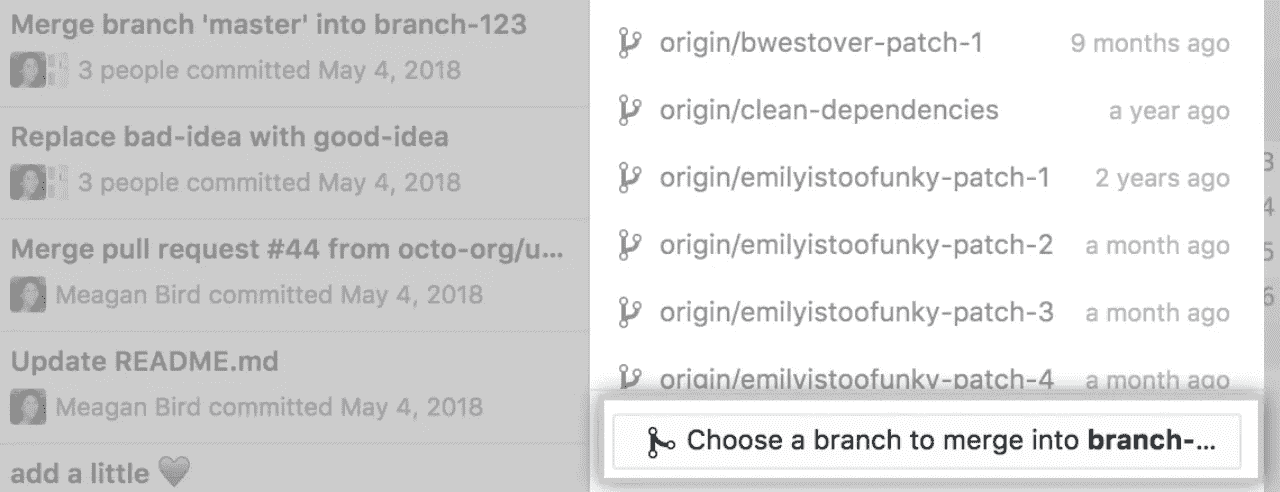 Merge branch 'master' into branch-123
3 people committed May 4, 2018
Replace bad-idea with good-idea
3 people committed May 4, 2018
Merge pull request #44 from octo-org/u...
Meagan Bird committed May 4, 2018
Update README.md
Meagan Bird committed May 4, 2018
add a little 🖤
origin/bwestover-patch-1 9 months ago
origin/clean-dependencies a year ago
origin/emilyistoofunky-patch-1 2 years ago
origin/emilyistoofunky-patch-2 a month ago
origin/emilyistoofunky-patch-3 a month ago
origin/emilyistoofunky-patch-4 a month ago
Choose a branch to merge into branch-...
3
4
5
6